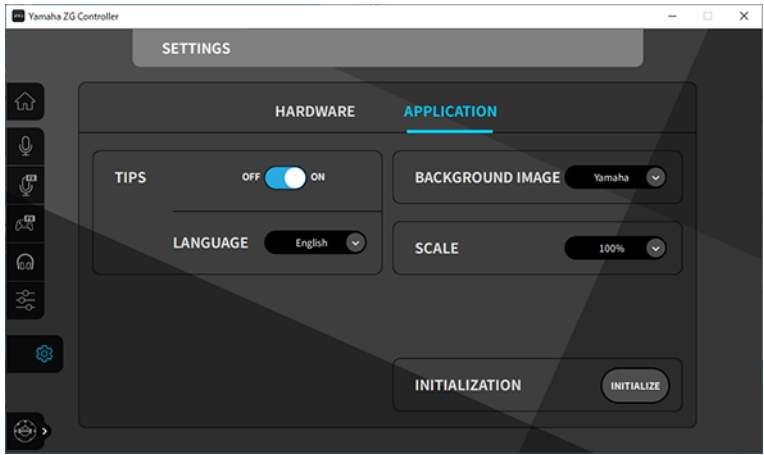 Yamaha ZG Controller
SETTINGS
HARDWARE APPLICATION
TIPS OFF ON
LANGUAGE English
BACKGROUND IMAGE Yamaha
SCALE 100%
INITIALIZATION INITIALIZE